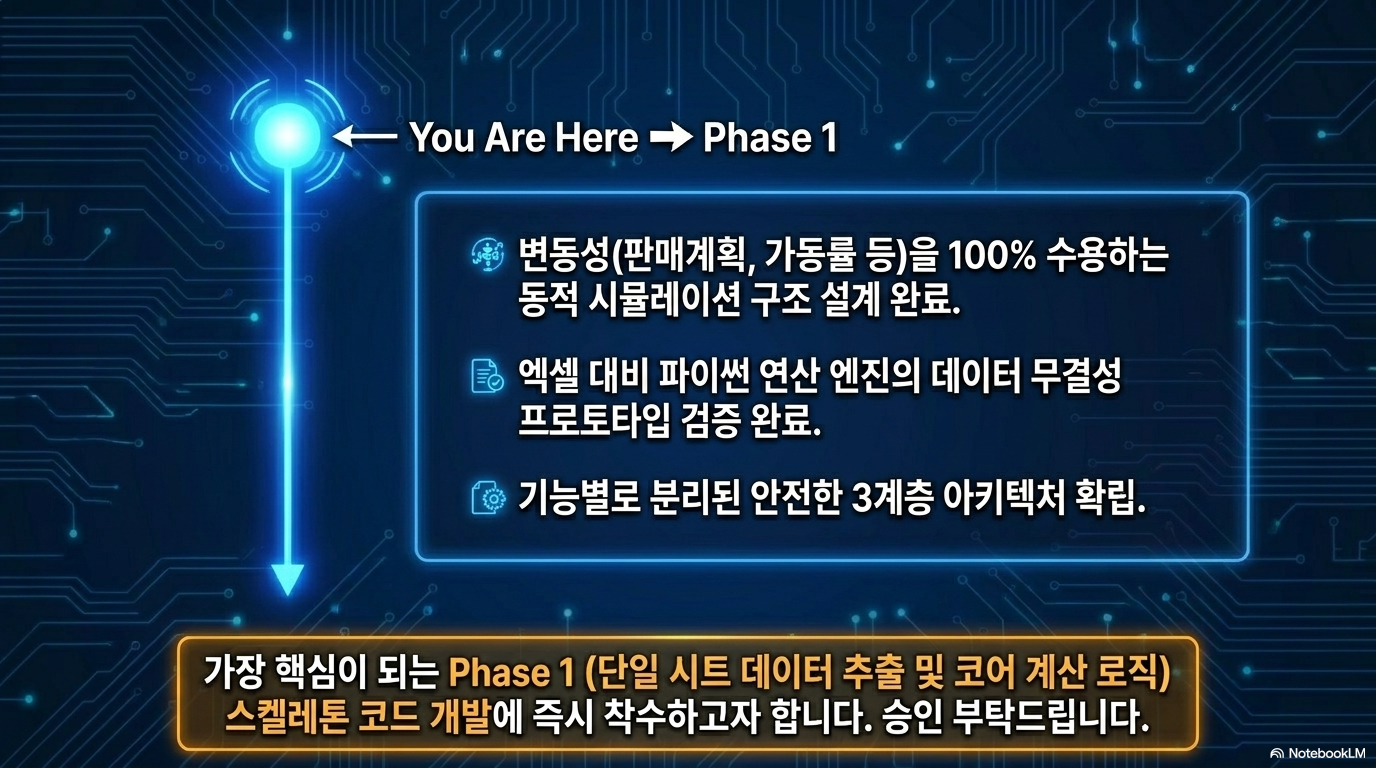 You Are Here → Phase 1
변동성(판매계획, 가동률 등)을 100% 수용하는
동적 시뮬레이션 구조 설계 완료.
엑셀 대비 파이썬 연산 엔진의 데이터 무결성
프로토타입 검증 완료.
기능별로 분리된 안전한 3계층 아키텍처 확립.
가장 핵심이 되는 Phase 1 (단일 시트 데이터 추출 및 코어 계산 로직)
스켈레톤 코드 개발에 즉시 착수하고자 합니다. 승인 부탁드립니다.
NotebookLM